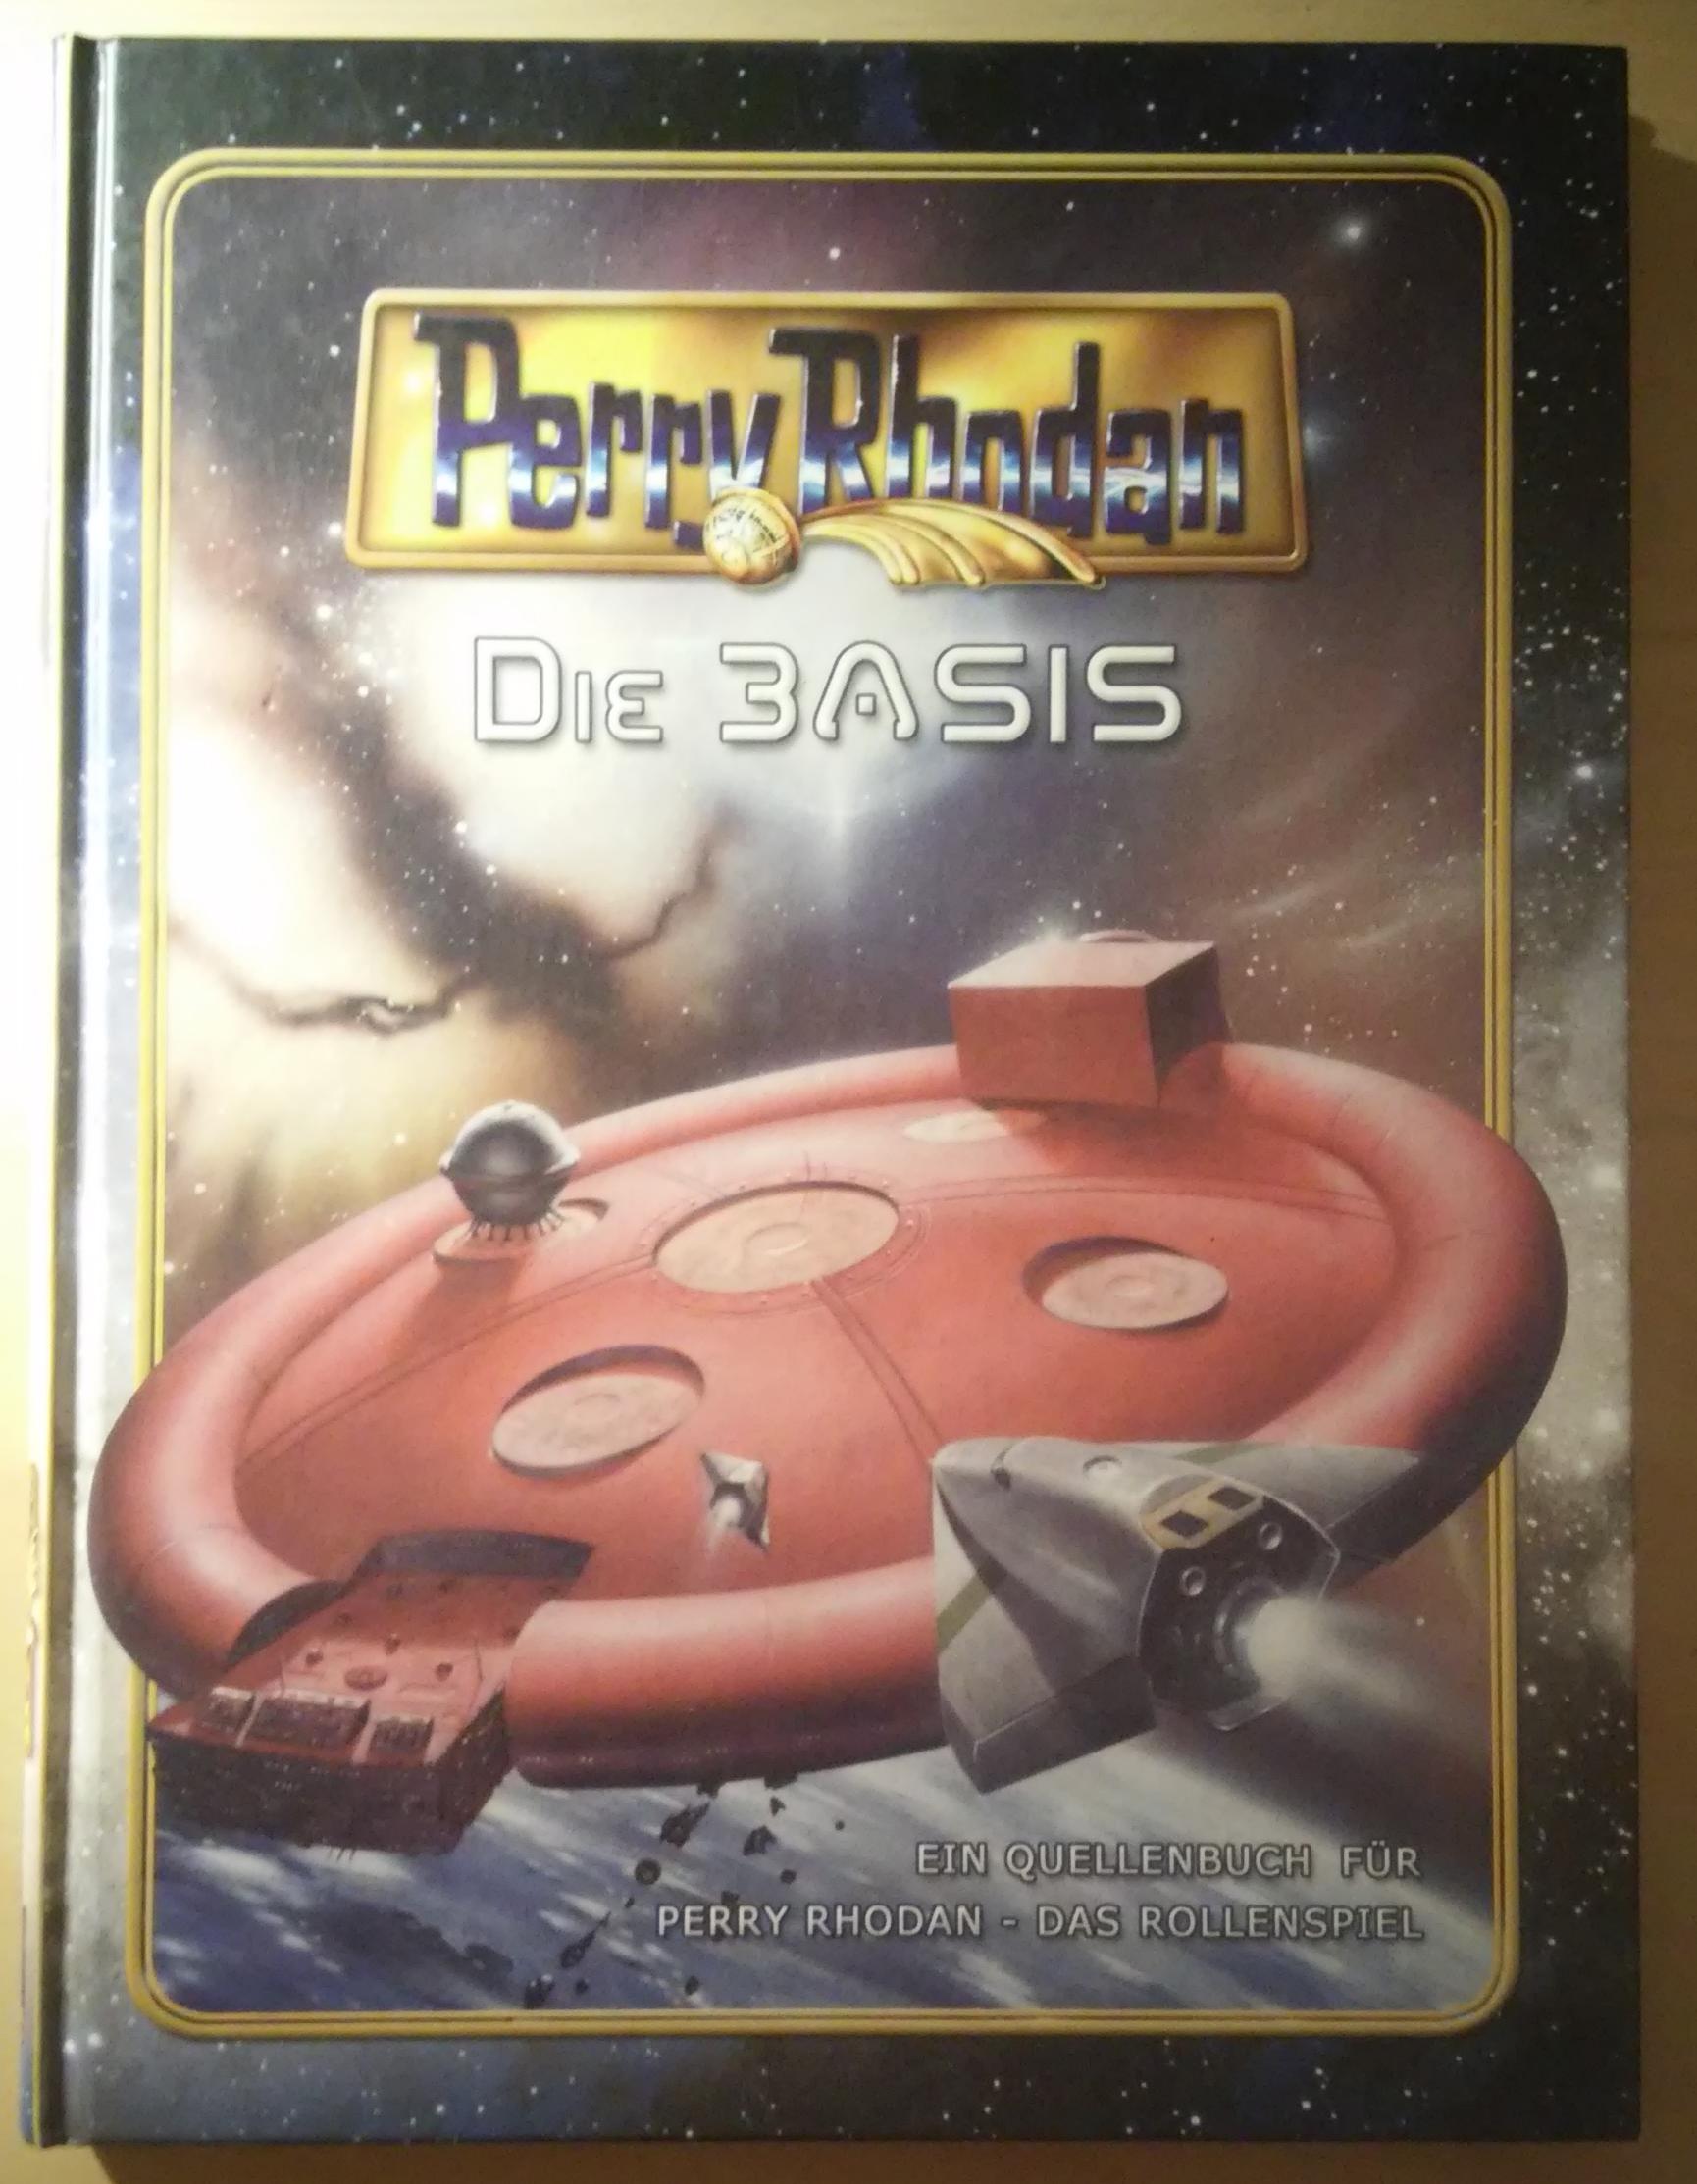 Perry Rhodan
DIE BASIS
EIN QUELLENBUCH FÜR
PERRY RHODAN - DAS ROLLENSPIEL